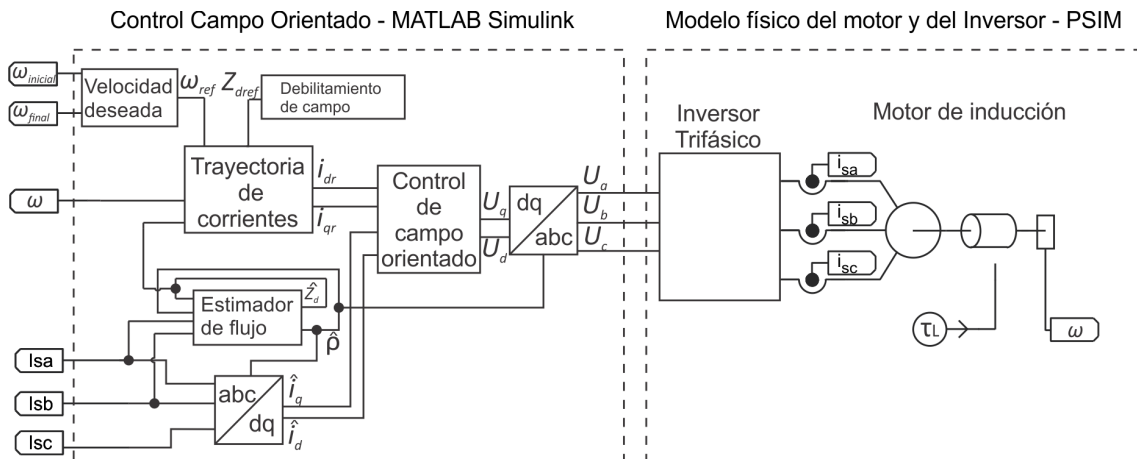 Control Campo Orientado - MATLAB Simulink
Modelo físico del motor y del Inversor - PSIM
ω_inicial
ω_final
Velocidad
deseada
ω_ref
Z_dref
Debilitamiento
de campo
ω
Trayectoria
de
corrientes
i_dr
i_qr
Control
de
campo
orientado
U_q
U_d
dq
abc
U_a
U_b
U_c
Inversor
Trifásico
Motor de inducción
i_sa
i_sb
i_sc
τ_L
ω
Estimador
de flujo
Ẑ_d
ρ̂
Isa
Isb
Isc
abc
dq
î_q
î_d